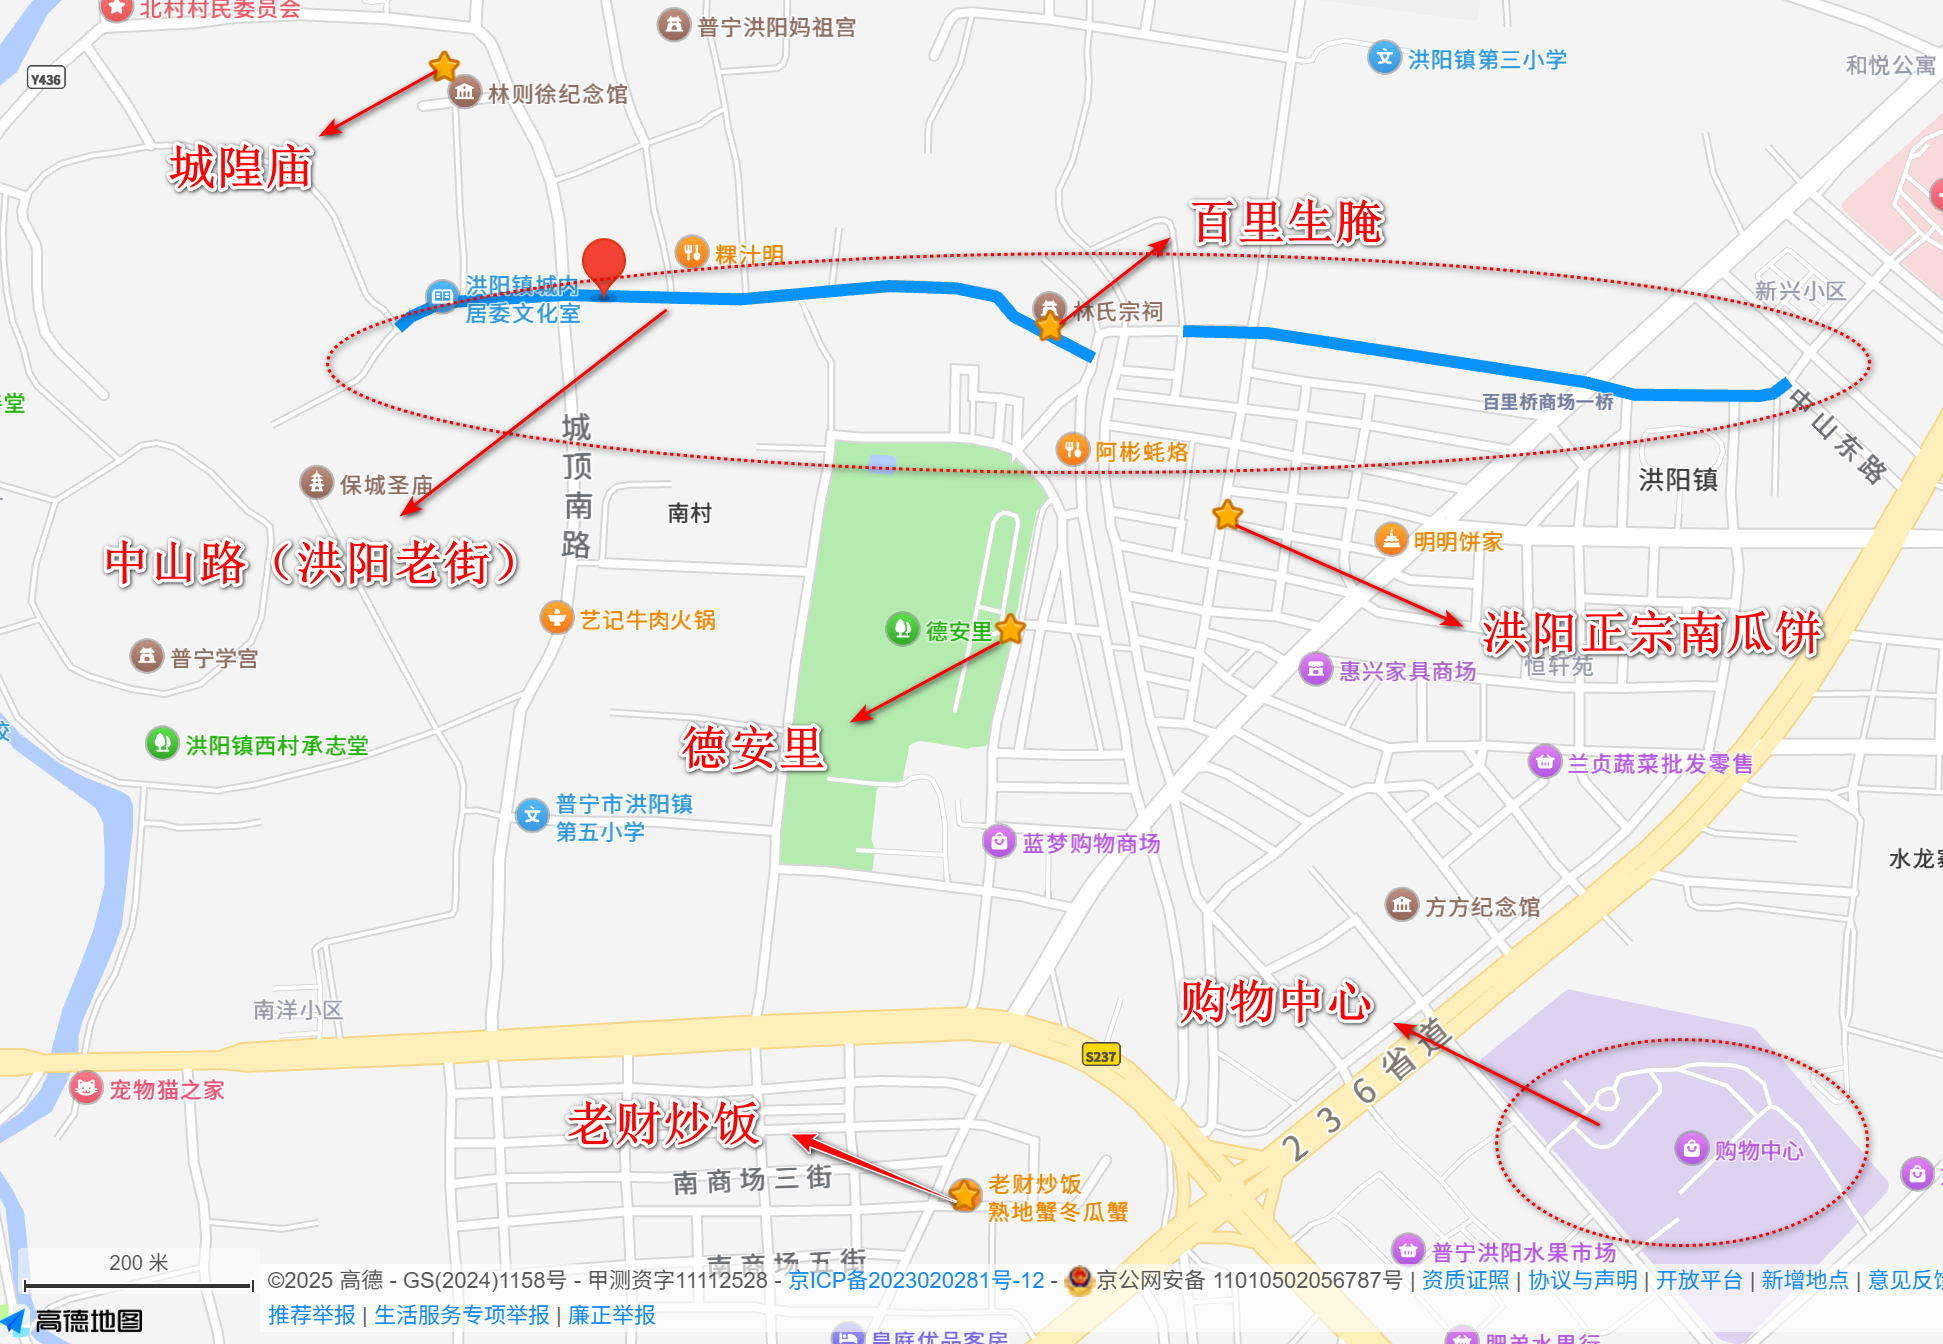 北村村民委员会
普宁洪阳妈祖宫
洪阳镇第三小学
和悦公寓
Y436
林则徐纪念馆
城隍庙
百里生腌
粿汁明
洪阳镇城内
居委文化室
林氏宗祠
新兴小区
百里桥商场一桥
中山东路
城顶南路
阿彬蚝烙
保城圣庙
洪阳镇
南村
明明饼家
中山路（洪阳老街）
艺记牛肉火锅
德安里
洪阳正宗南瓜饼
恒轩苑
普宁学宫
惠兴家具商场
洪阳镇西村承志堂
德安里
兰贞蔬菜批发零售
普宁市洪阳镇
第五小学
蓝梦购物商场
水龙寨
方方纪念馆
南洋小区
购物中心
236省道
S237
宠物猫之家
老财炒饭
购物中心
南商场三街
老财炒饭
熟地蟹冬瓜蟹
南商场五街
普宁洪阳水果市场
200 米
©2025 高德 - GS(2024)1158号 - 甲测资字11112528 - 京ICP备2023020281号-12 - 京公网安备 11010502056787号 | 资质证照 | 协议与声明 | 开放平台 | 新增地点 | 意见反馈
推荐举报 | 生活服务专项举报 | 廉正举报
高德地图
皇庭优品客房